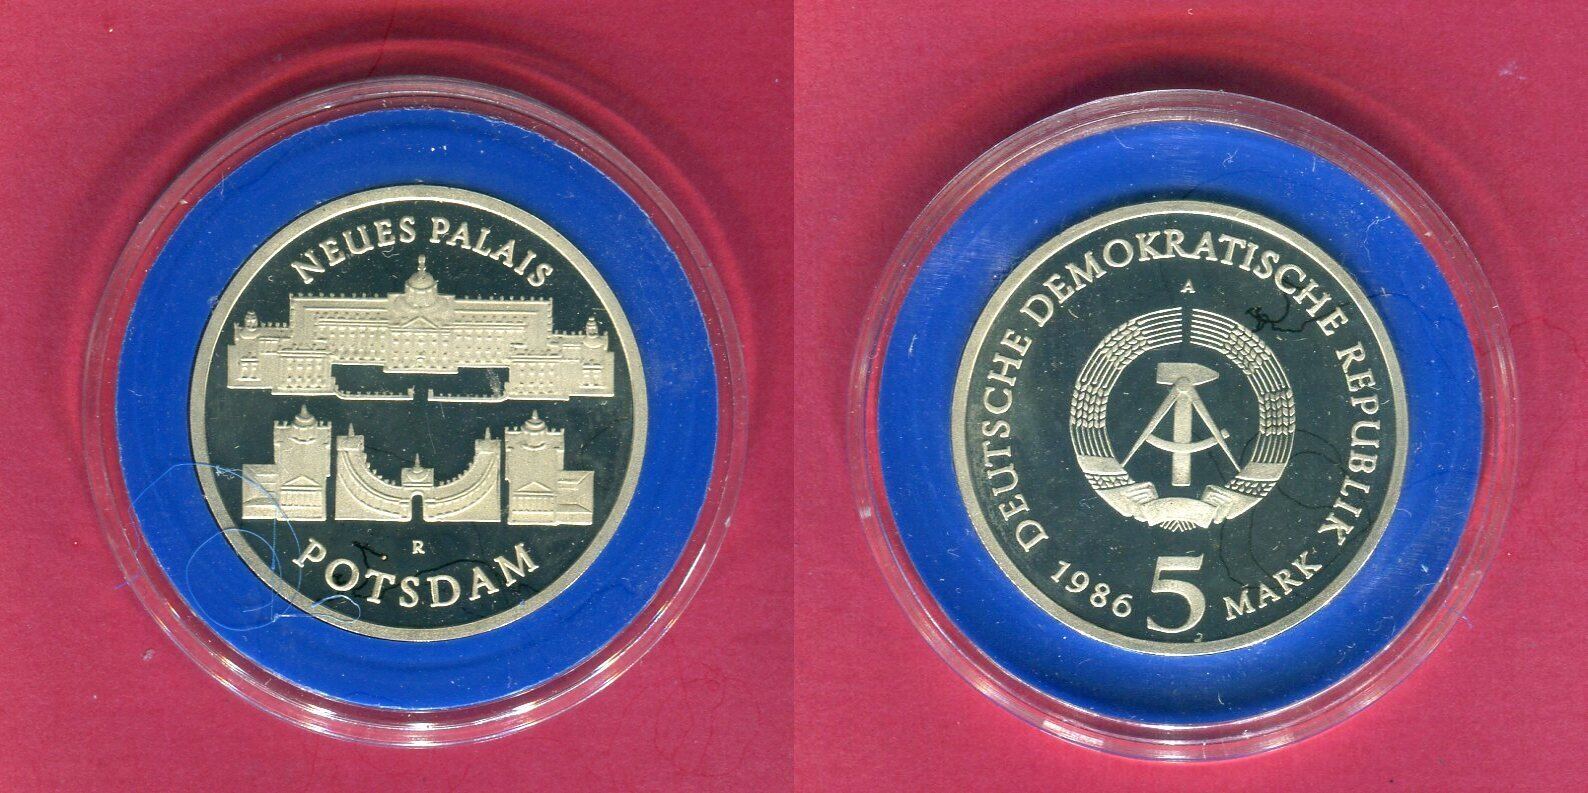 NEUES PALAIS
R
POTSDAM
DEUTSCHE DEMOKRATISCHE REPUBLIK
A
1986 5 MARK